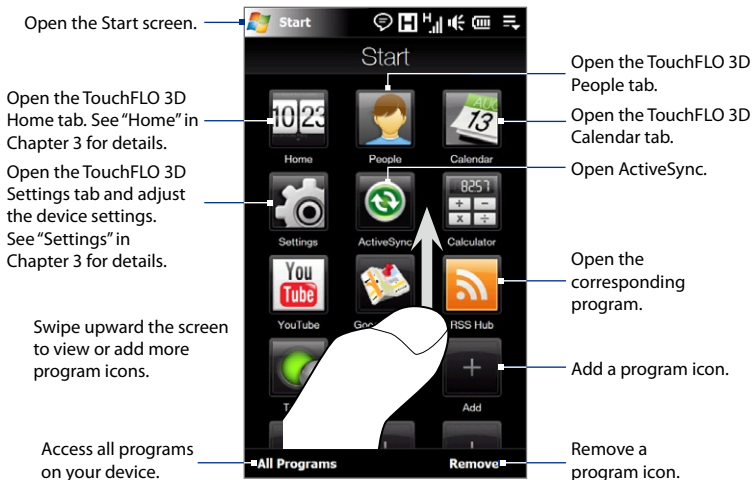 Open the Start screen.
Start
H
H
Start
Open the TouchFLO 3D
People tab.
Open the TouchFLO 3D
Home tab. See “Home” in
Chapter 3 for details.
10 23
AUG
13
Open the TouchFLO 3D
Calendar tab.
Home
People
Calendar
Open the TouchFLO 3D
Settings tab and adjust
the device settings.
See “Settings” in
Chapter 3 for details.
Open ActiveSync.
8257
+ −
× ÷
Settings
ActiveSync
Calculator
You
Tube
Open the
corresponding
program.
YouTube
RSS Hub
Swipe upward the screen
to view or add more
program icons.
+
Add a program icon.
Add
Access all programs
on your device.
All Programs
Remove
Remove a
program icon.